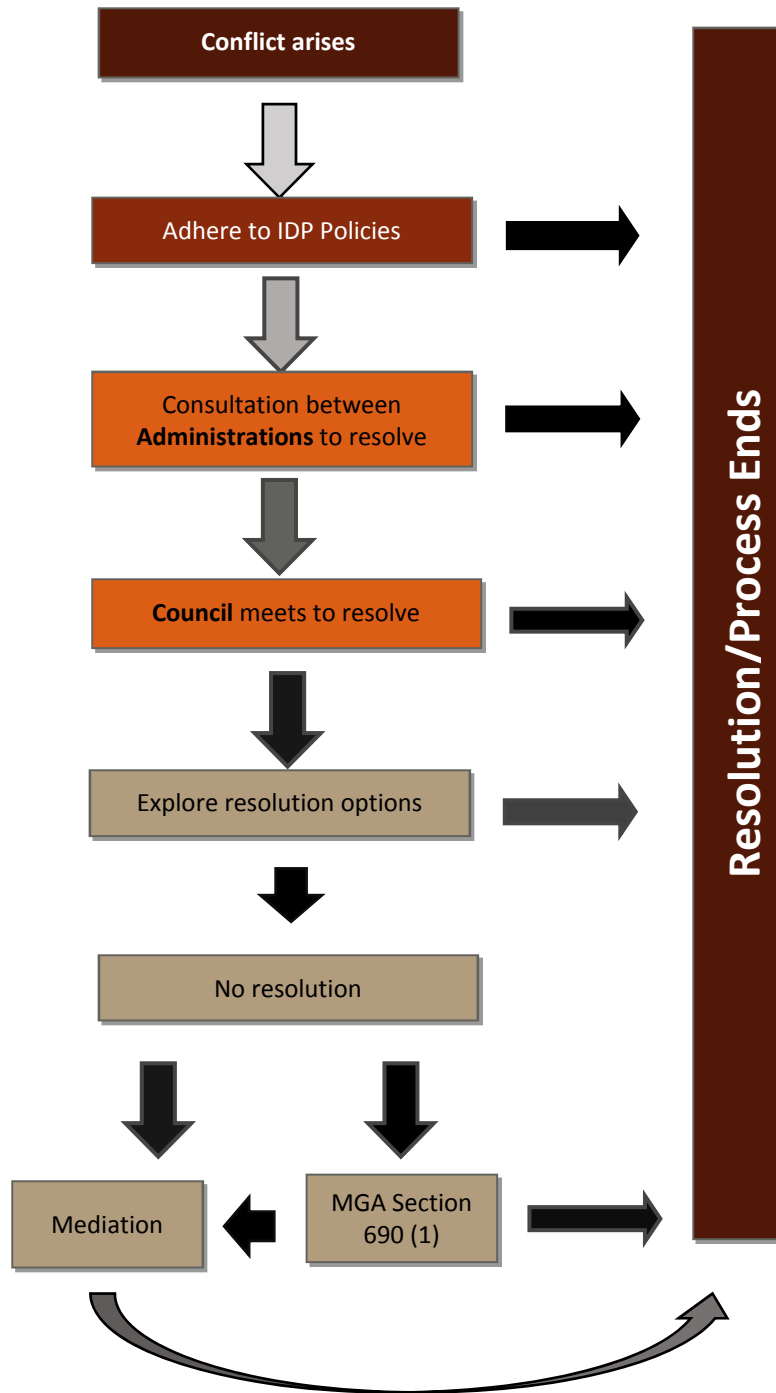 Conflict arises
Adhere to IDP Policies
Consultation between
Administrations to resolve
Council meets to resolve
Explore resolution options
No resolution
Mediation
MGA Section
690 (1)
Resolution/Process Ends